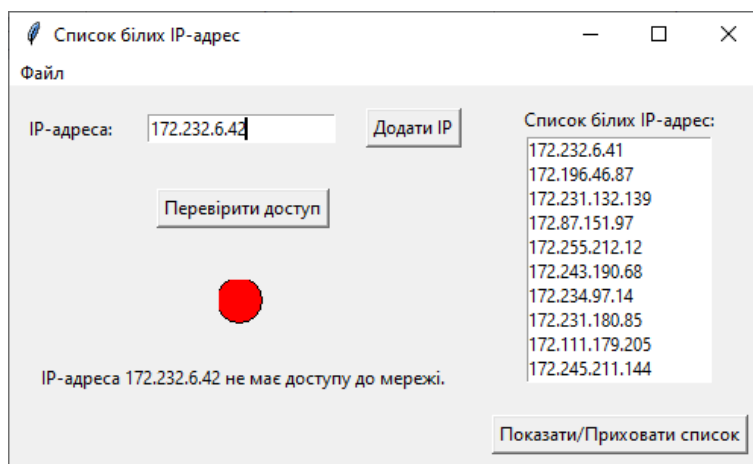 Список білих IP-адрес
Файл
IP-адреса:
172.232.6.42
Додати IP
Перевірити доступ
IP-адреса 172.232.6.42 не має доступу до мережі.
Список білих IP-адрес:
172.232.6.41
172.196.46.87
172.231.132.139
172.87.151.97
172.255.212.12
172.243.190.68
172.234.97.14
172.231.180.85
172.111.179.205
172.245.211.144
Показати/Приховати список